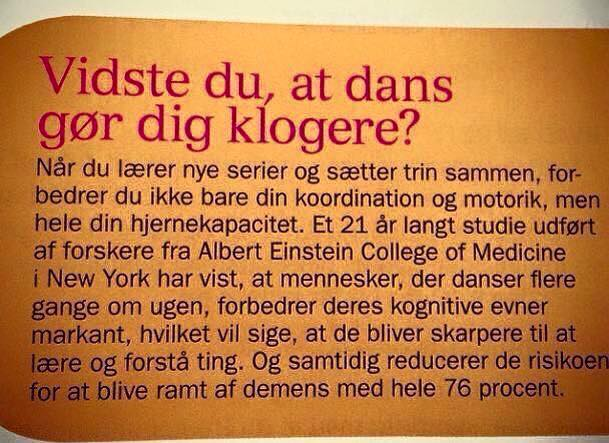 Vidste du, at dans
gør dig klogere?
Når du lærer nye serier og sætter trin sammen, for-
bedrer du ikke bare din koordination og motorik, men
hele din hjernekapacitet. Et 21 år langt studie udført
af forskere fra Albert Einstein College of Medicine
i New York har vist, at mennesker, der danser flere
gange om ugen, forbedrer deres kognitive evner
markant, hvilket vil sige, at de bliver skarpere til at
lære og forstå ting. Og samtidig reducerer de risikoen
for at blive ramt af demens med hele 76 procent.